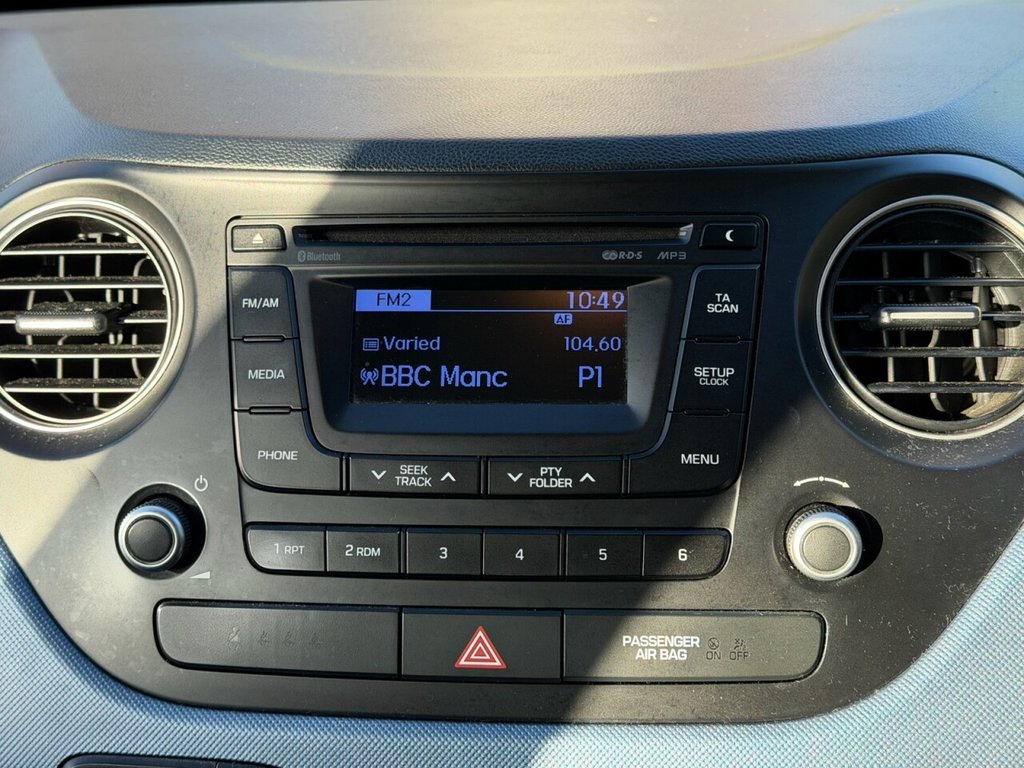 Bluetooth
R·D·S
MP3
FM/AM
MEDIA
PHONE
FM2
10:49
AF
Varied
104.60
BBC Manc
P1
TA
SCAN
SETUP
CLOCK
MENU
SEEK
TRACK
PTY
FOLDER
1 RPT
2 RDM
3
4
5
6
PASSENGER
AIR BAG
ON
OFF